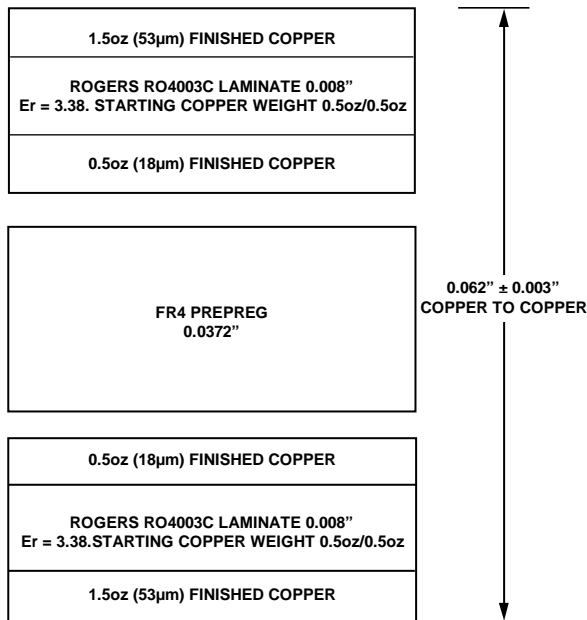 1.5oz (53µm) FINISHED COPPER
ROGERS RO4003C LAMINATE 0.008”
Er = 3.38. STARTING COPPER WEIGHT 0.5oz/0.5oz
0.5oz (18µm) FINISHED COPPER
FR4 PREPREG
0.0372”
0.062” ± 0.003”
COPPER TO COPPER
0.5oz (18µm) FINISHED COPPER
ROGERS RO4003C LAMINATE 0.008”
Er = 3.38.STARTING COPPER WEIGHT 0.5oz/0.5oz
1.5oz (53µm) FINISHED COPPER